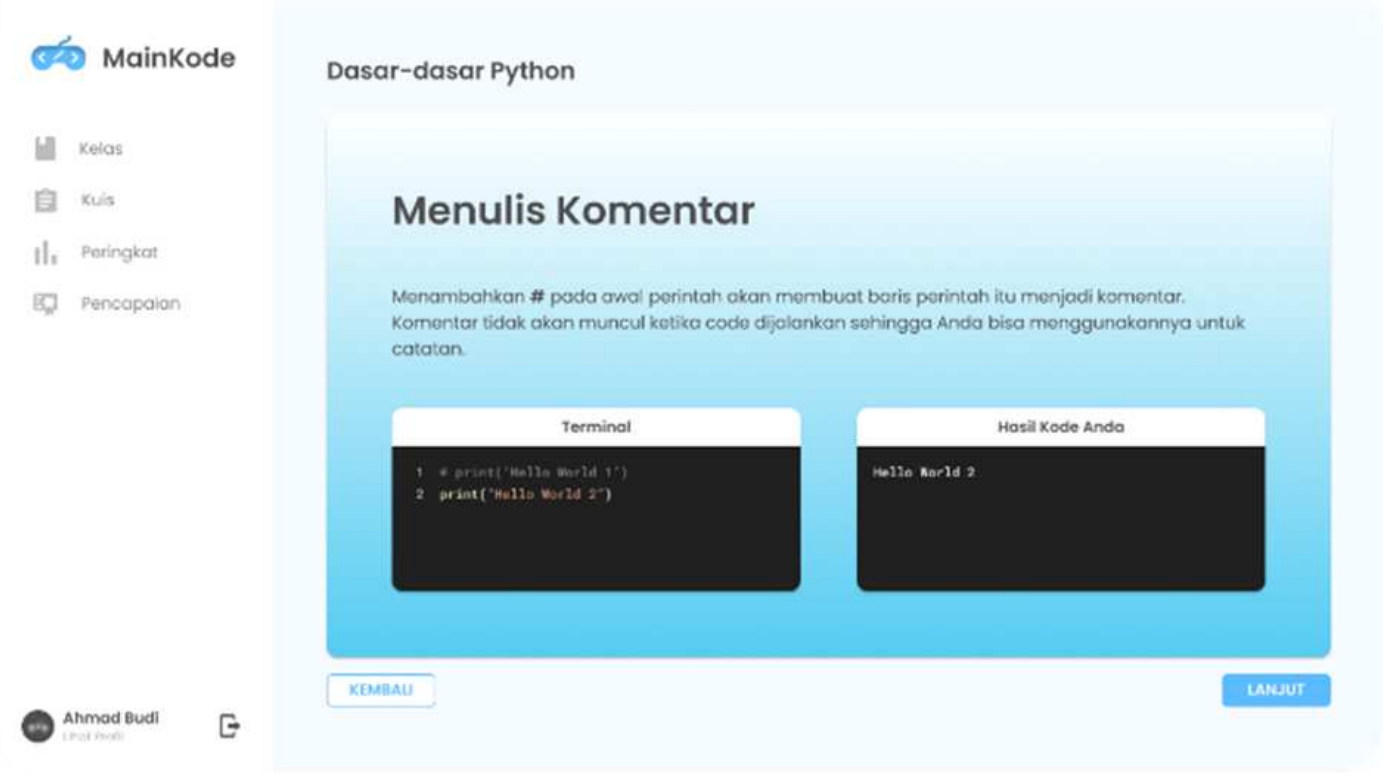 MainKode
Kelas
Kuis
Peringkat
Pencapaian
Ahmad Budi
Lihat Profil
Dasar-dasar Python
Menulis Komentar
Menambahkan # pada awal perintah akan membuat baris perintah itu menjadi komentar.
Komentar tidak akan muncul ketika code dijalankan sehingga Anda bisa menggunakannya untuk
catatan.
Terminal
1 # print('Hello World 1')
2 print("Hello World 2")
Hasil Kode Anda
Hello World 2
KEMBALI
LANJUT